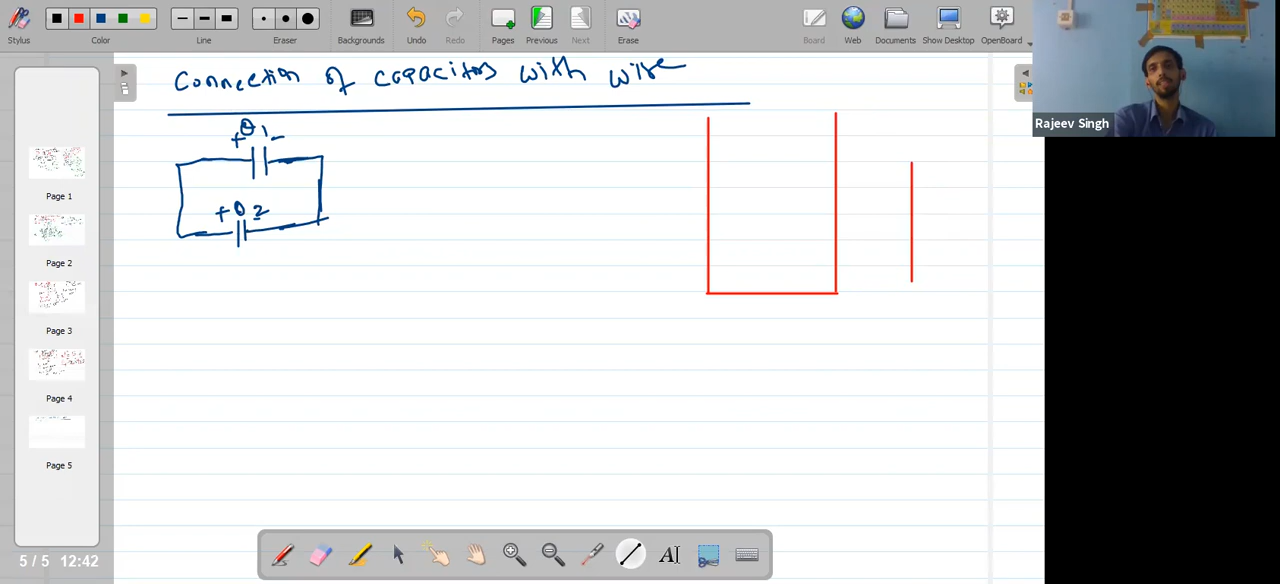 Stylus Color Line Eraser Backgrounds Undo Redo Pages Previous Next Erase Board Web Documents Show Desktop OpenBoard
Connection of capacitors with wire
+ Q1 -
+ Q2
Page 1
Page 2
Page 3
Page 4
Page 5
5 / 5 12:42
AI
Rajeev Singh